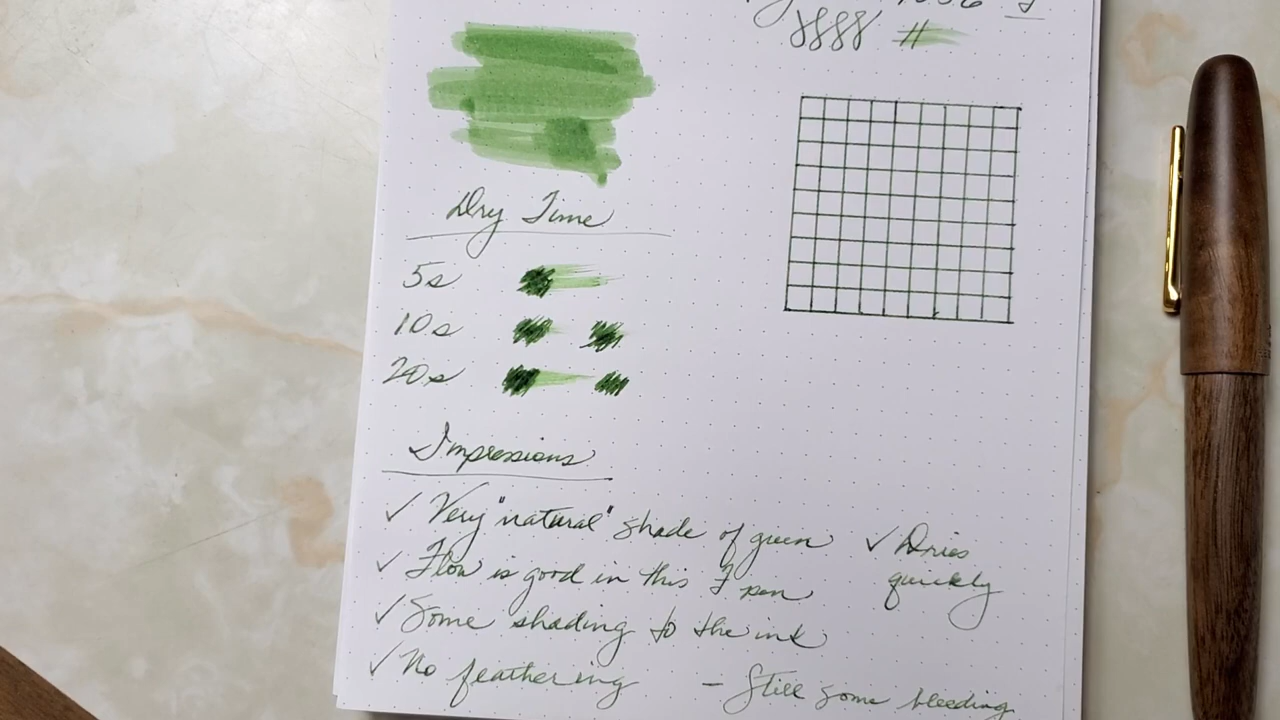 8888 #
Dry Time
5s
10s
20s
Impressions
✓ Very "natural" shade of green
✓ Dries
quickly
✓ Flow is good in this F pen
✓ Some shading to the ink
✓ No feathering
- Still some bleeding